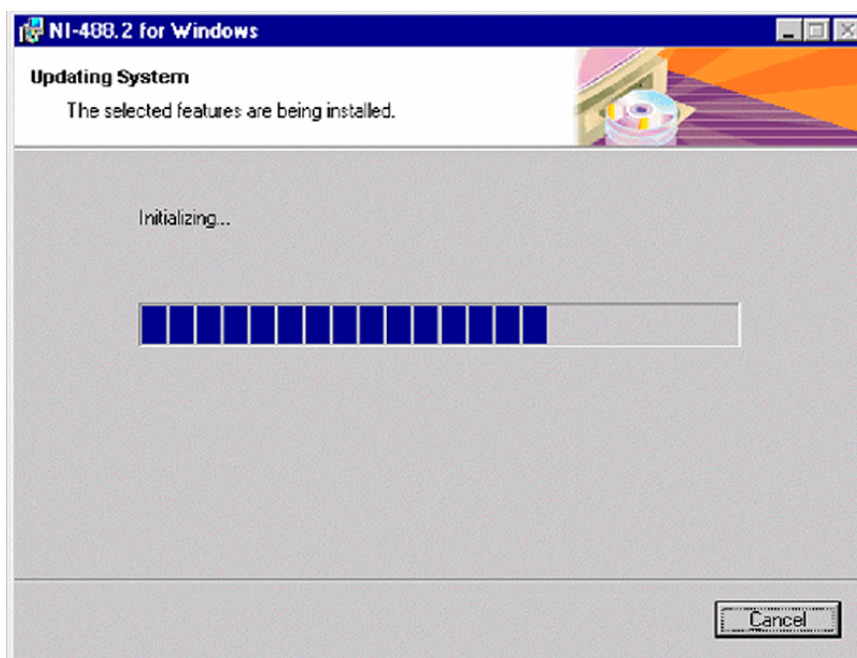 NI-488.2 for Windows
Updating System
The selected features are being installed.
Initializing...
Cancel